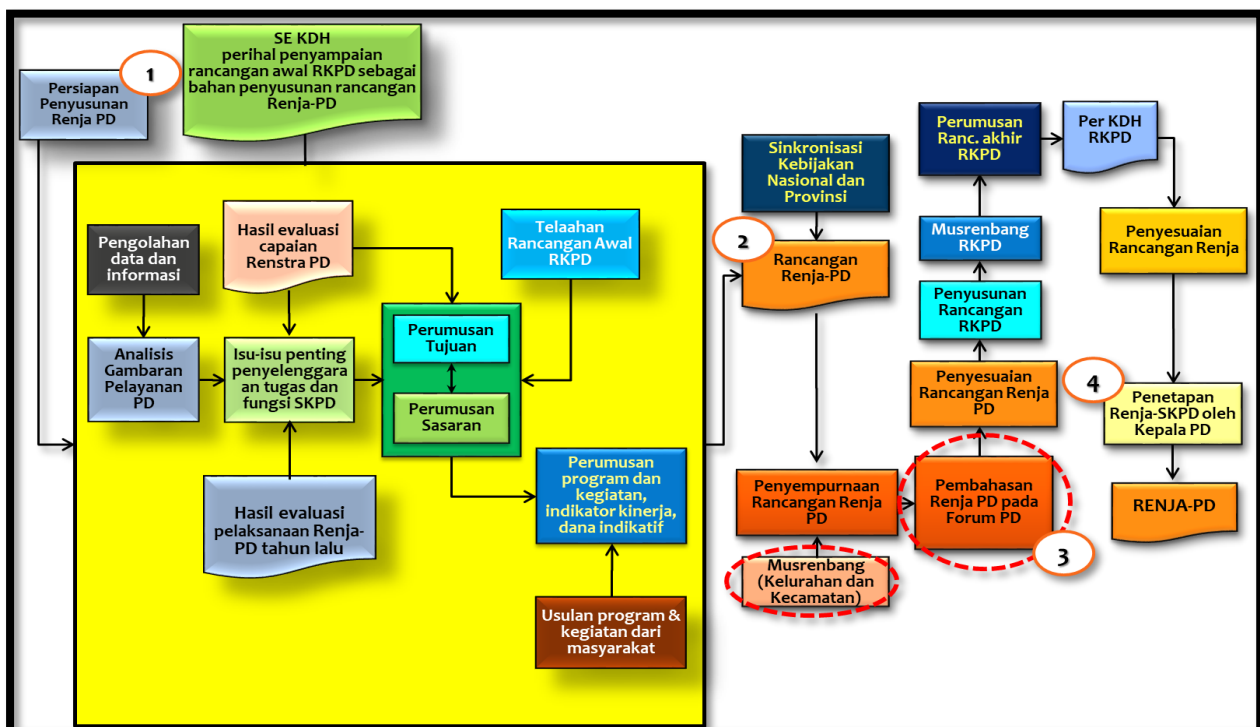 1
Persiapan
Penyusunan
Renja PD
SE KDH
perihal penyampaian
rancangan awal RKPD sebagai
bahan penyusunan rancangan
Renja-PD
Pengolahan
data dan
informasi
Hasil evaluasi
capaian
Renstra PD
Telaahan
Rancangan Awal
RKPD
Analisis
Gambaran
Pelayanan
PD
Isu-isu penting
penyelenggar
an tugas dan
fungsi SKPD
Perumusan
Tujuan
Perumusan
Sasaran
Hasil evaluasi
pelaksanaan Renja-
PD tahun lalu
Perumusan
program dan
kegiatan,
indikator kinerja,
dana indikatif
Usulan program &
kegiatan dari
masyarakat
Sinkronisasi
Kebijakan
Nasional dan
Provinsi
2
Rancangan
Renja-PD
Penyempurnaan
Rancangan Renja
PD
Musrenbang
(Kelurahan dan
Kecamatan)
Pembahasan
Renja PD pada
Forum PD
3
Penyesuaian
Rancangan Renja
PD
Penyusunan
Rancangan
RKPD
Musrenbang
RKPD
Perumusan
Ranc. akhir
RKPD
Per KDH
RKPD
Penyesuaian
Rancangan Renja
4
Penetapan
Renja-SKPD oleh
Kepala PD
RENJA-PD